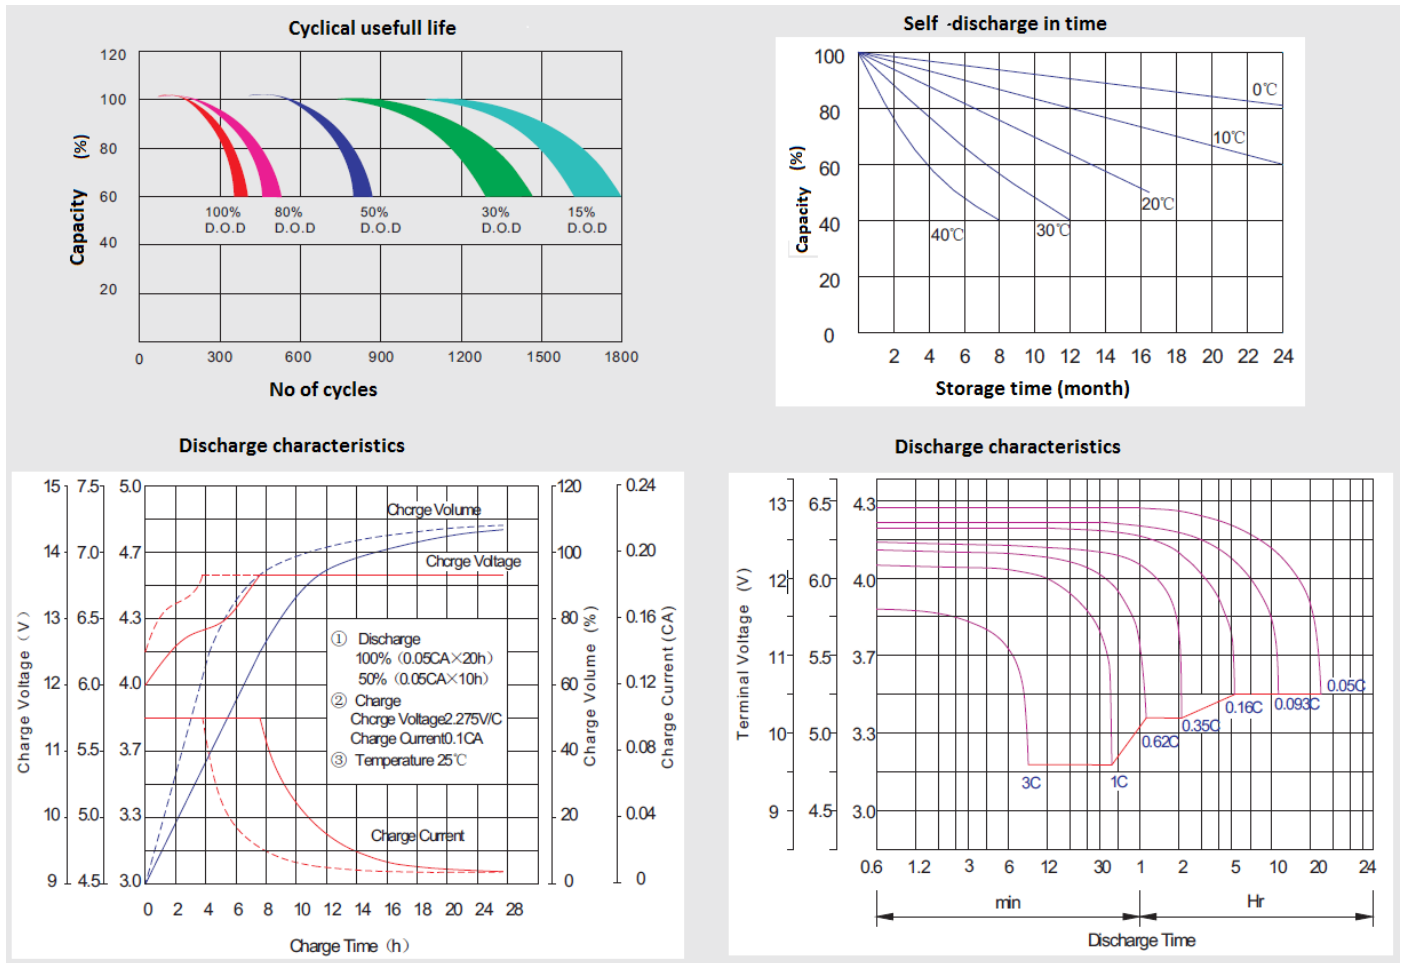 Cyclical usefull life
120
100
80
60
40
20
Capacity (%)
100% 80% 50% 30% 15%
D.O.D D.O.D D.O.D D.O.D D.O.D
0 300 600 900 1200 1500 1800
No of cycles
Self -discharge in time
100
80
60
40
20
0
Capacity (%)
0℃
10℃
20℃
30℃
40℃
2 4 6 8 10 12 14 16 18 20 22 24
Storage time (month)
Discharge characteristics
15 7.5 5.0 120 0.24
14 7.0 4.7 100 0.20
13 6.5 4.3 80 0.16
12 6.0 4.0 60 0.12
11 5.5 3.7 40 0.08
10 5.0 3.3 20 0.04
9 4.5 3.0 0 0
Charge Voltage (V)
Chcrge Volume
Chcrge Voltage
① Discharge
100% (0.05CA×20h)
50% (0.05CA×10h)
② Charge
Chcrge Voltage2.275V/C
Charge Current0.1CA
③ Temperature 25℃
Charge Current
Charge Volume (%)
Charge Current (CA)
0 2 4 6 8 10 12 14 16 18 20 24 28
Charge Time (h)
Discharge characteristics
13 6.5 4.3
12 6.0 4.0
11 5.5 3.7
10 5.0 3.3
9 4.5 3.0
Terminal Voltage (V)
0.05C
0.093C
0.16C
0.35C
0.62C
1C
3C
0.6 1.2 3 6 12 30 1 2 5 10 20 24
min Hr
Discharge Time